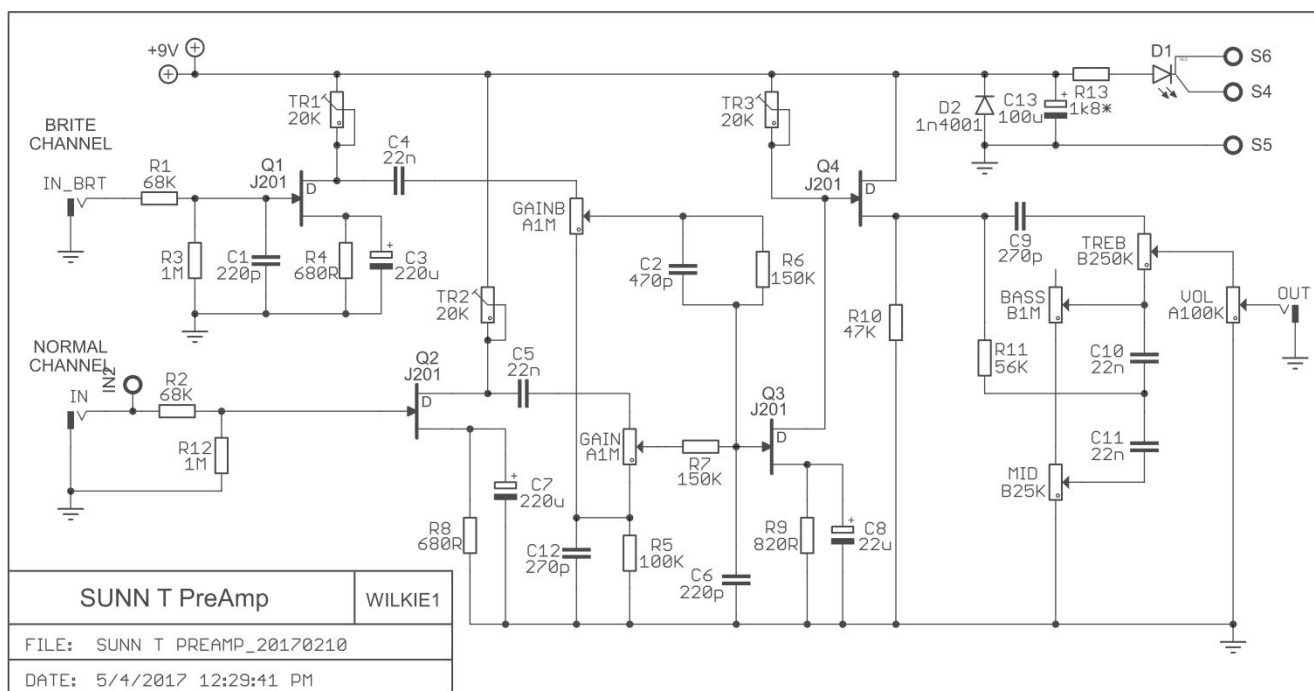 +9V
BRITE
CHANNEL
IN_BRT
R1
68K
R3
1M
C1
220p
TR1
20K
Q1
J201
D
R4
680R
C3
220u
C4
22n
GAINB
A1M
C2
470p
R6
150K
TR3
20K
Q4
J201
D
D2
1n4001
C13
100u
R13
1k8*
D1
RED
S6
S4
S5
C9
270p
TREB
B250K
BASS
B1M
VOL
A100K
OUT
R10
47K
R11
56K
C10
22n
C11
22n
MID
B25K
NORMAL
CHANNEL
IN
IN2
R2
68K
R12
1M
TR2
20K
Q2
J201
D
C5
22n
C7
220u
R8
680R
GAIN
A1M
R7
150K
Q3
J201
D
C12
270p
R5
100K
C6
220p
R9
820R
C8
22u
SUNN T PreAmp
WILKIE1
FILE: SUNN T PREAMP_20170210
DATE: 5/4/2017 12:29:41 PM